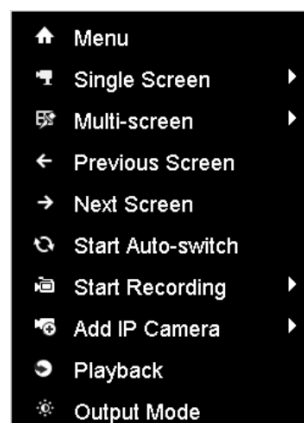 Menu
Single Screen
Multi-screen
Previous Screen
Next Screen
Start Auto-switch
Start Recording
Add IP Camera
Playback
Output Mode